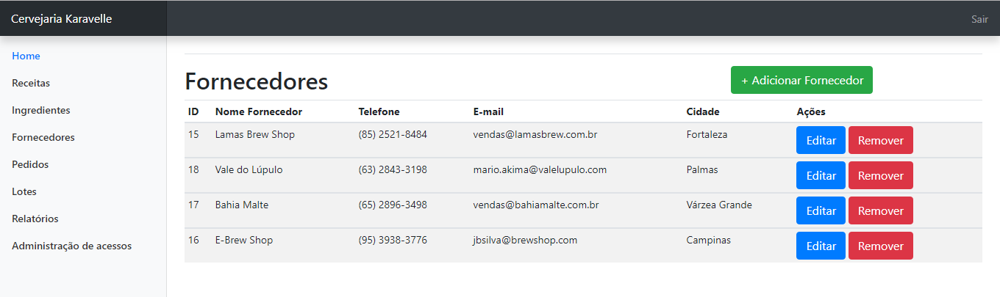 Cervejaria Karavelle
Sair
Home
Receitas
Ingredientes
Fornecedores
Pedidos
Lotes
Relatórios
Administração de acessos
Fornecedores
+ Adicionar Fornecedor
ID Nome Fornecedor Telefone E-mail Cidade Ações
15 Lamas Brew Shop (85) 2521-8484 vendas@lamasbrew.com.br Fortaleza Editar Remover
18 Vale do Lúpulo (63) 2843-3198 mario.akima@valelupulo.com Palmas Editar Remover
17 Bahia Malte (65) 2896-3498 vendas@bahiamalte.com.br Várzea Grande Editar Remover
16 E-Brew Shop (95) 3938-3776 jbsilva@brewshop.com Campinas Editar Remover